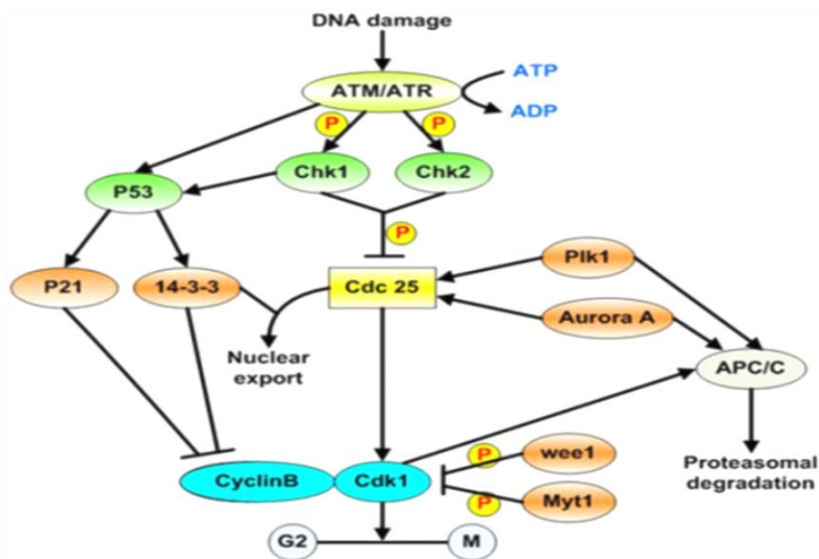 DNA damage
ATM/ATR
ATP
ADP
P
P
Chk1
Chk2
P53
P
P21
14-3-3
Cdc 25
Plk1
Aurora A
Nuclear
export
APC/C
CyclinB
Cdk1
P
wee1
P
Myt1
Proteasomal
degradation
G2
M